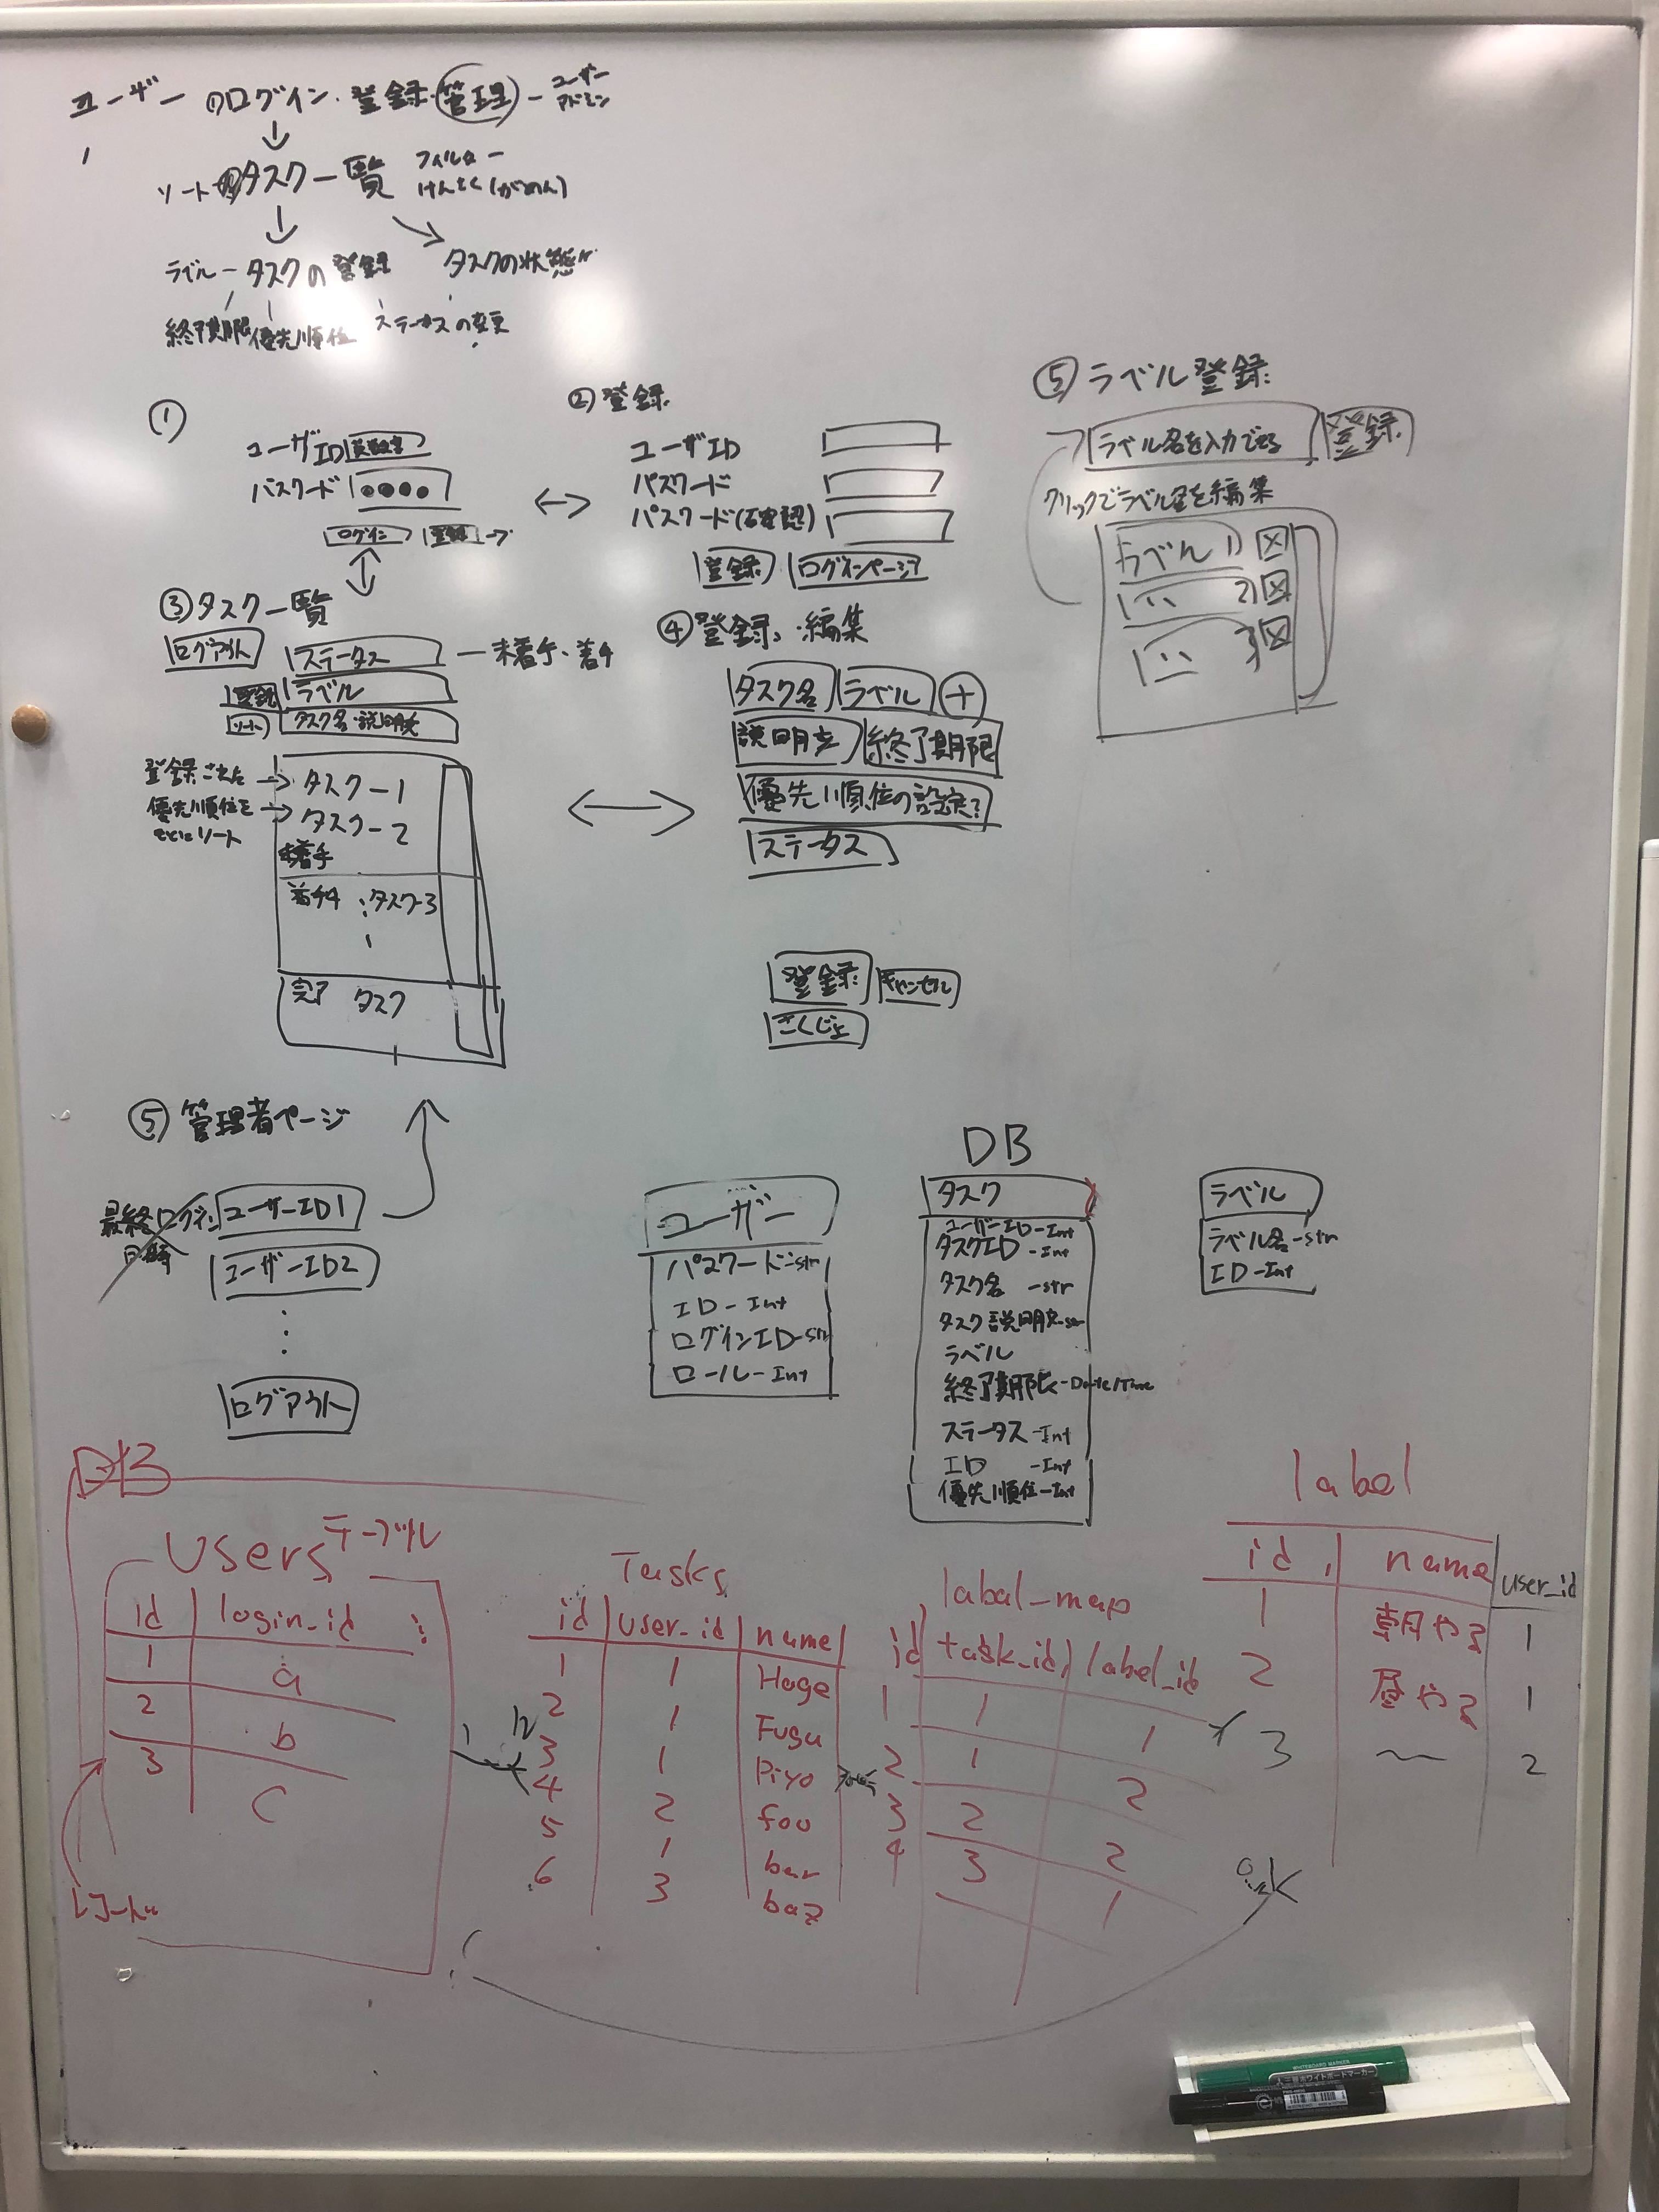 ユーザーのログイン・登録・管理 ― ユーザー
アドミン
ソート タスク一覧 フィルター
けんさく(がめん)
ラベル ― タスクの登録 タスクの状態
終了期限 優先順位 ステータスの変更
①
ユーザID 英数字
パスワード ●●●●
ログイン 登録
②登録
ユーザID
パスワード
パスワード(確認)
登録 ログインページへ
⑤ラベル登録
ラベル名を入力できる 登録
クリックでラベル名を編集
ラベル 1
〃 2
〃 3
③タスク一覧
ログアウト ステータス ― 未着手・着手
登録 ラベル
ソート タスク名・説明文
登録ごとに → タスク―1
優先順位を → タスク―2
もとにソート
未着手
着手中 タスク―3
完了 タスク
④登録・編集
タスク名 ラベル +
説明文 終了期限
優先順位の設定?
ステータス
登録 キャンセル
さくじょ
⑤管理者ページ
最終ログイン
日時
ユーザーID1
ユーザーID2
ログアウト
DB
ユーザー
パスワード-str
ID-Int
ログインID-str
ロール-Int
タスク
ユーザーID-Int
タスクID-Int
タスク名-str
タスク説明文-str
ラベル
終了期限-Date/Time
ステータス-Int
ID-Int
優先順位-Int
ラベル
ラベル名-str
ID-Int
DB
Usersテーブル
id login_id
1 a
2 b
3 c
レコード
1 n
Tasks
id user_id name
1 1 Hoge
2 1 Fugu
3 1 Piyo
4 2 foo
5 1 bar
6 3 baz
label_map
id task_id label_id
1 1 1
2 1 2
3 2 2
4 3 1
label
id name user_id
1 朝やる 1
2 昼やる 1
3 〜 2
WHITEBOARD MARKER
ホワイトボードマーカー